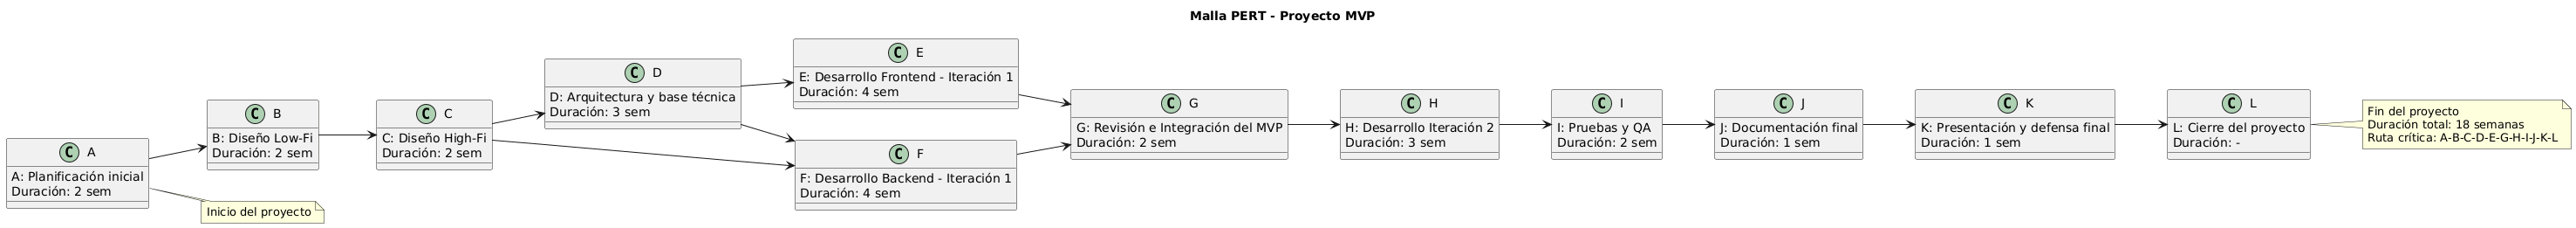 Malla PERT - Proyecto MVP
A
A: Planificación inicial
Duración: 2 sem
Inicio del proyecto
B
B: Diseño Low-Fi
Duración: 2 sem
C
C: Diseño High-Fi
Duración: 2 sem
D
D: Arquitectura y base técnica
Duración: 3 sem
E
E: Desarrollo Frontend - Iteración 1
Duración: 4 sem
F
F: Desarrollo Backend - Iteración 1
Duración: 4 sem
G
G: Revisión e Integración del MVP
Duración: 2 sem
H
H: Desarrollo Iteración 2
Duración: 3 sem
I
I: Pruebas y QA
Duración: 2 sem
J
J: Documentación final
Duración: 1 sem
K
K: Presentación y defensa final
Duración: 1 sem
L
L: Cierre del proyecto
Duración: -
Fin del proyecto
Duración total: 18 semanas
Ruta crítica: A-B-C-D-E-G-H-I-J-K-L